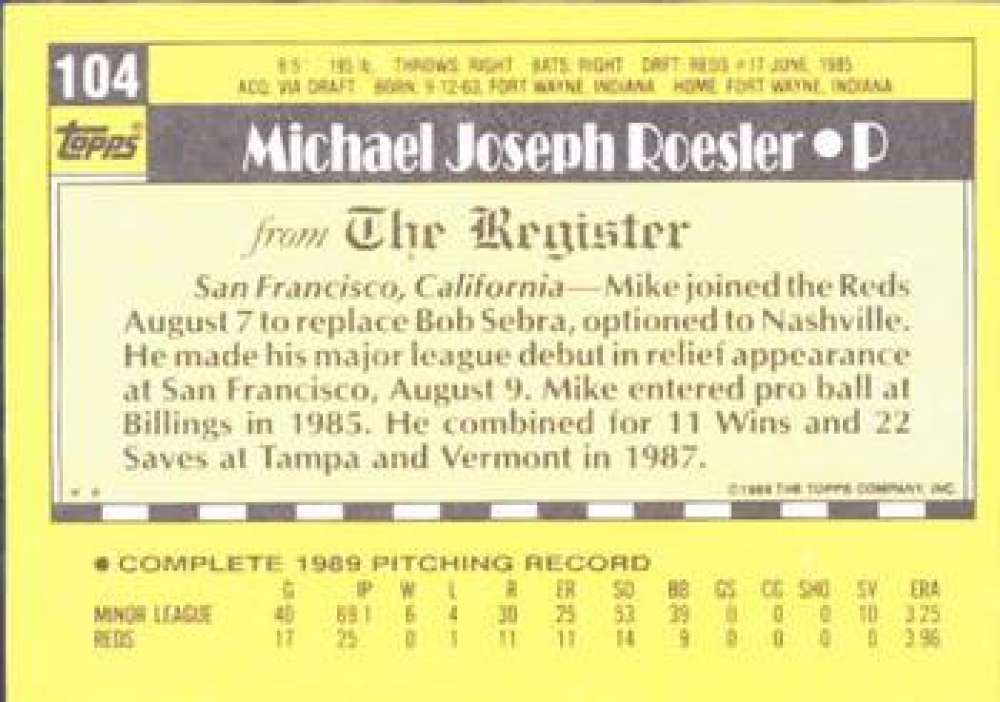 104
6'5" 195 lb. THROWS: RIGHT BATS: RIGHT DRFT: REDS #17-JUNE, 1985
ACQ: VIA DRAFT BORN: 9-12-63, FORT WAYNE, INDIANA HOME: FORT WAYNE, INDIANA
Topps®
Michael Joseph Roesler • P
from The Register
San Francisco, California—Mike joined the Reds
August 7 to replace Bob Sebra, optioned to Nashville.
He made his major league debut in relief appearance
at San Francisco, August 9. Mike entered pro ball at
Billings in 1985. He combined for 11 Wins and 22
Saves at Tampa and Vermont in 1987.
* *
©1989 THE TOPPS COMPANY, INC.
• COMPLETE 1989 PITCHING RECORD
G IP W L R ER SO BB GS CG SHO SV ERA
MINOR LEAGUE 40 69.1 6 4 30 25 53 39 0 0 0 10 3.25
REDS 17 25 0 1 11 11 14 9 0 0 0 0 3.96